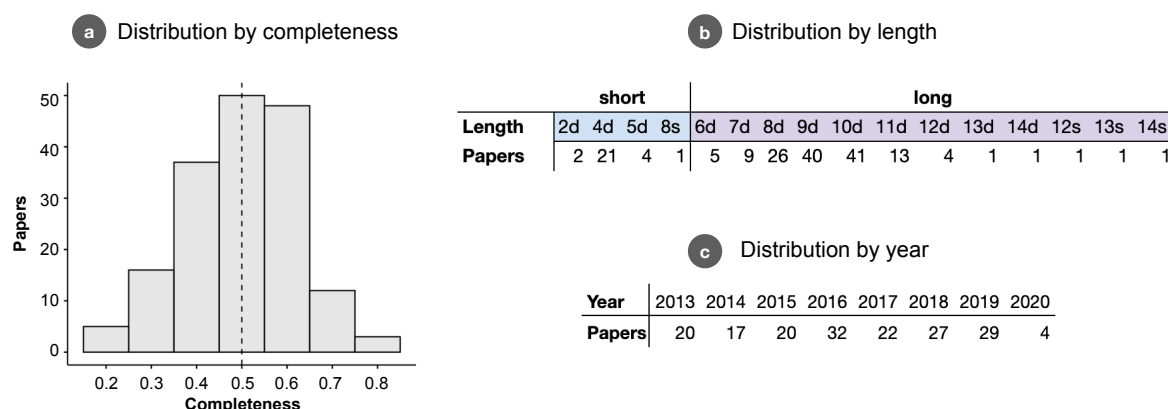 a Distribution by completeness
50
40
30
20
10
0
Papers
0.2 0.3 0.4 0.5 0.6 0.7 0.8
Completeness
b Distribution by length
short long
Length 2d 4d 5d 8s 6d 7d 8d 9d 10d 11d 12d 13d 14d 12s 13s 14s
Papers 2 21 4 1 5 9 26 40 41 13 4 1 1 1 1 1
c Distribution by year
Year 2013 2014 2015 2016 2017 2018 2019 2020
Papers 20 17 20 32 22 27 29 4